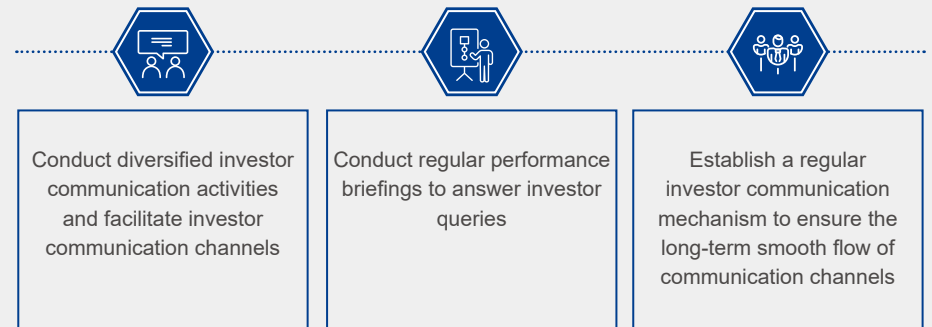 Conduct diversified investor
communication activities
and facilitate investor
communication channels
Conduct regular performance
briefings to answer investor
queries
Establish a regular
investor communication
mechanism to ensure the
long-term smooth flow of
communication channels